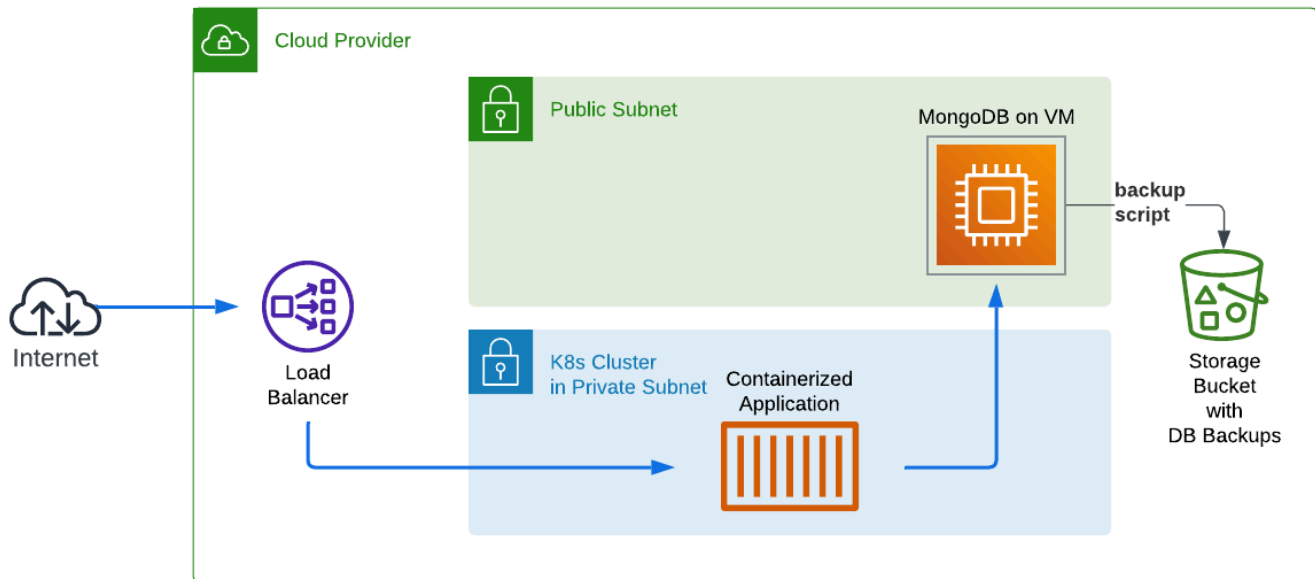 Cloud Provider
Public Subnet
MongoDB on VM
backup
script
Internet
Load
Balancer
K8s Cluster
in Private Subnet
Containerized
Application
Storage
Bucket
with
DB Backups